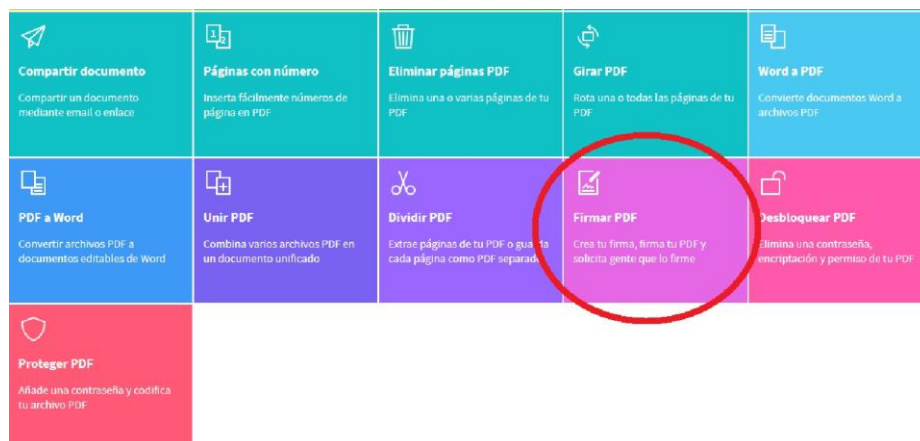 Compartir documento
Compartir un documento
mediante email o enlace
Páginas con número
Inserta fácilmente números de
página en PDF
Eliminar páginas PDF
Elimina una o varias páginas de tu
PDF
Girar PDF
Rota una o todas las páginas de tu
PDF
Word a PDF
Convierte documentos Word a
archivos PDF
PDF a Word
Convertir archivos PDF a
documentos editables de Word
Unir PDF
Combina varios archivos PDF en
un documento unificado
Dividir PDF
Extrae páginas de tu PDF o guarda
cada página como PDF separado
Firmar PDF
Crea tu firma, firma tu PDF y
solicita gente que lo firme
Desbloquear PDF
Elimina una contraseña,
encriptación y permiso de tu PDF
Proteger PDF
Añade una contraseña y codifica
tu archivo PDF